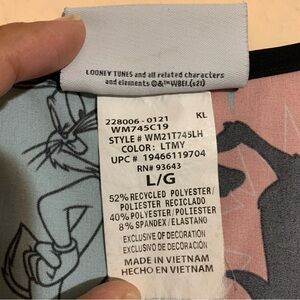 LOONEY TUNES and all related characters
and elements ©&™WBEI.(s21)
228006-0121 KL
WM745C19
STYLE # WM21T745LH
COLOR: LTMY
UPC # 19466119704
RN# 93643
L/G
52% RECYCLED POLYESTER/
POLIESTER RECICLADO
40% POLYESTER/POLIESTER
8% SPANDEX/ELASTANO
EXCLUSIVE OF DECORATION
EXCLUSIVO DE DECORACIÓN
MADE IN VIETNAM
HECHO EN VIETNAM